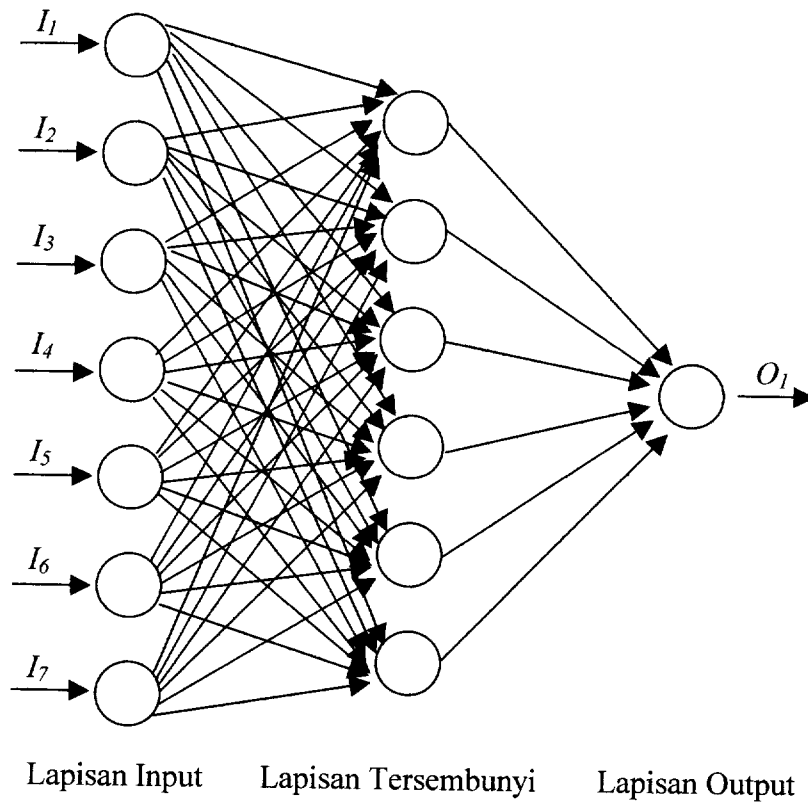 I1
I2
I3
I4
I5
I6
I7
O1
Lapisan Input
Lapisan Tersembunyi
Lapisan Output